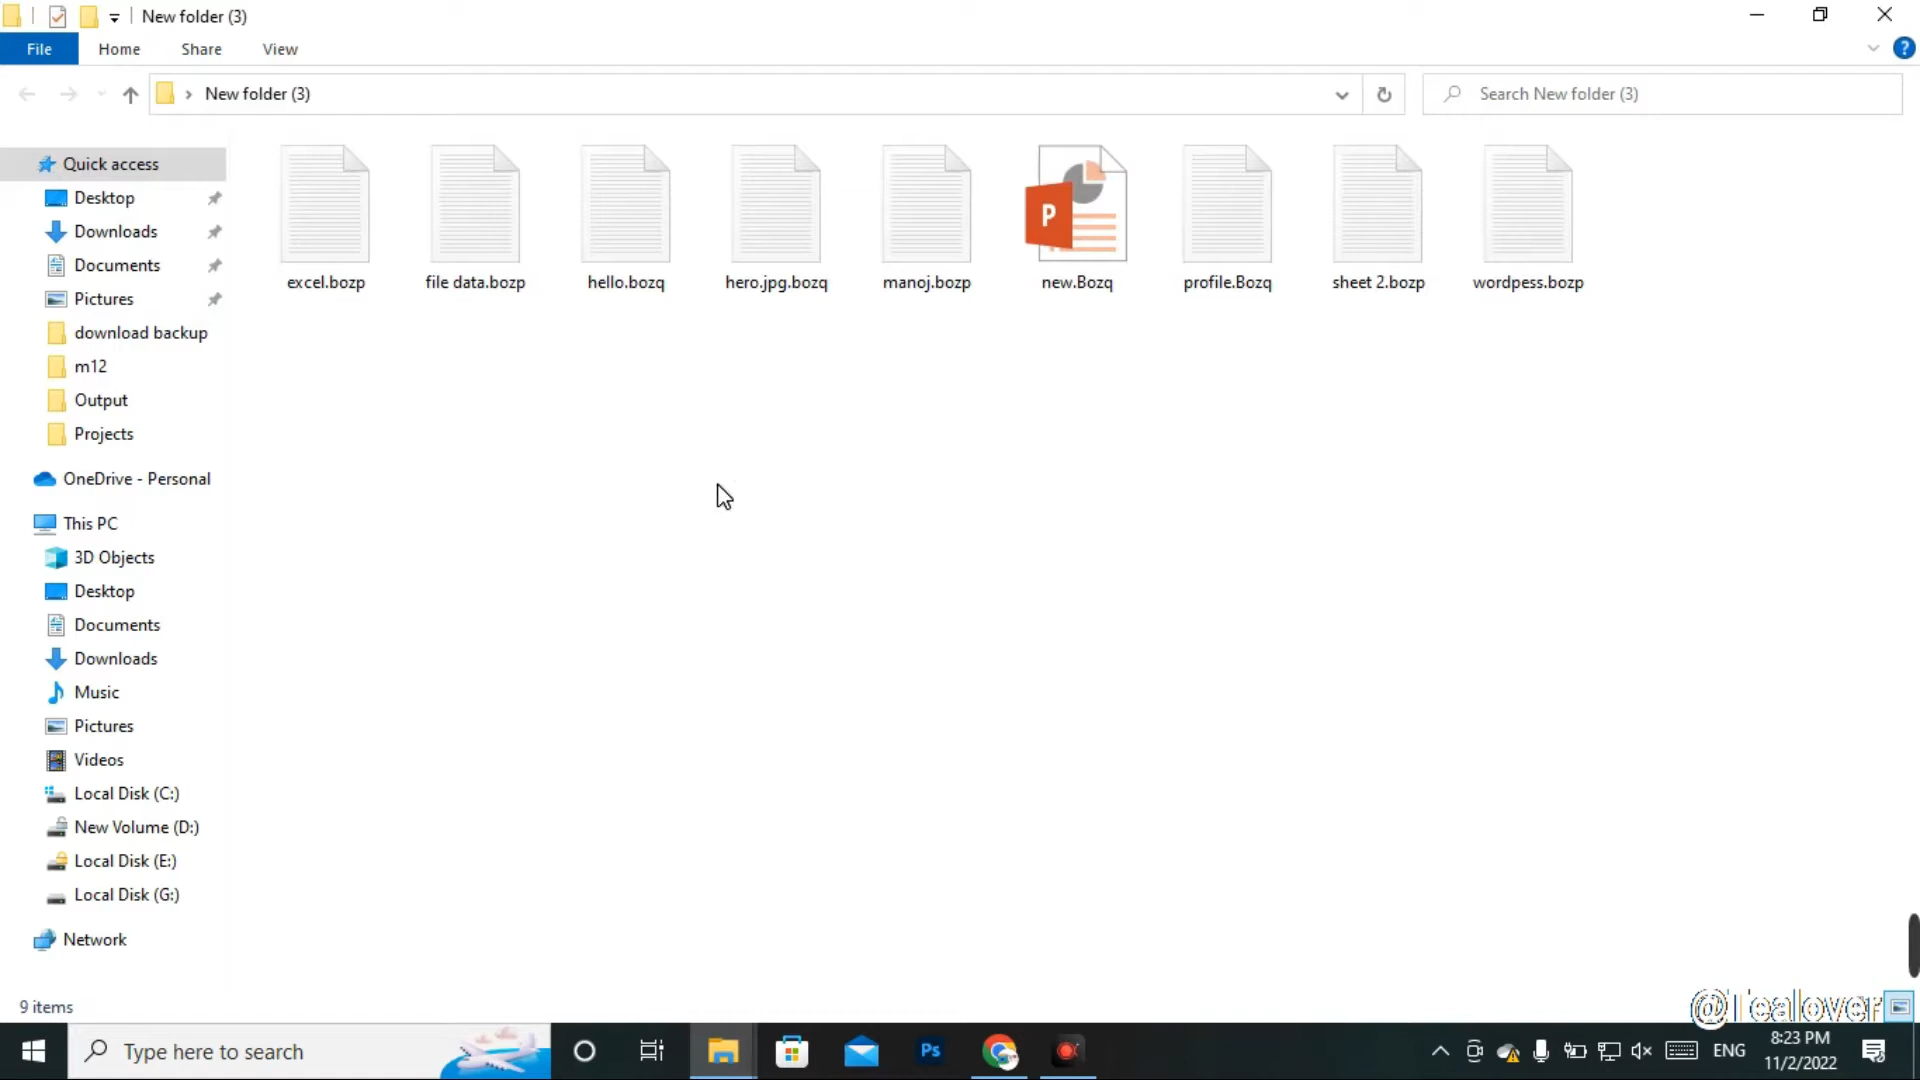 New folder (3)
File Home Share View
New folder (3)
Search New folder (3)
Quick access
Desktop
Downloads
Documents
Pictures
download backup
m12
Output
Projects
OneDrive - Personal
This PC
3D Objects
Desktop
Documents
Downloads
Music
Pictures
Videos
Local Disk (C:)
New Volume (D:)
Local Disk (E:)
Local Disk (G:)
Network
excel.bozp file data.bozp hello.bozq hero.jpg.bozq manoj.bozp new.Bozq profile.Bozq sheet 2.bozp wordpess.bozp
P
9 items
@Tealover
Type here to search
Ps
ENG
8:23 PM
11/2/2022